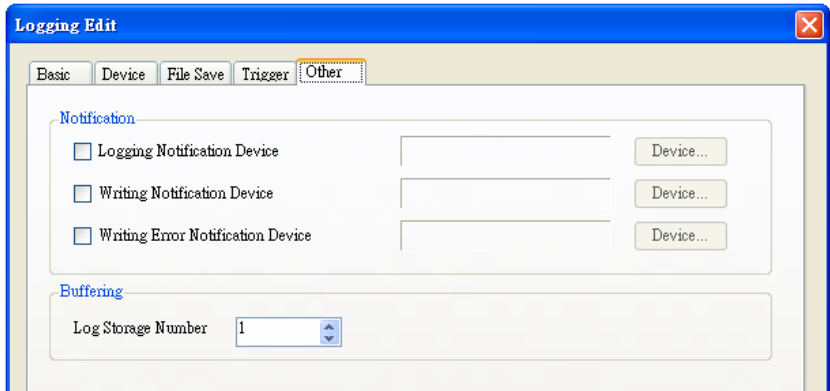 Logging Edit
Basic Device File Save Trigger Other
Notification
Logging Notification Device Device...
Writing Notification Device Device...
Writing Error Notification Device Device...
Buffering
Log Storage Number 1